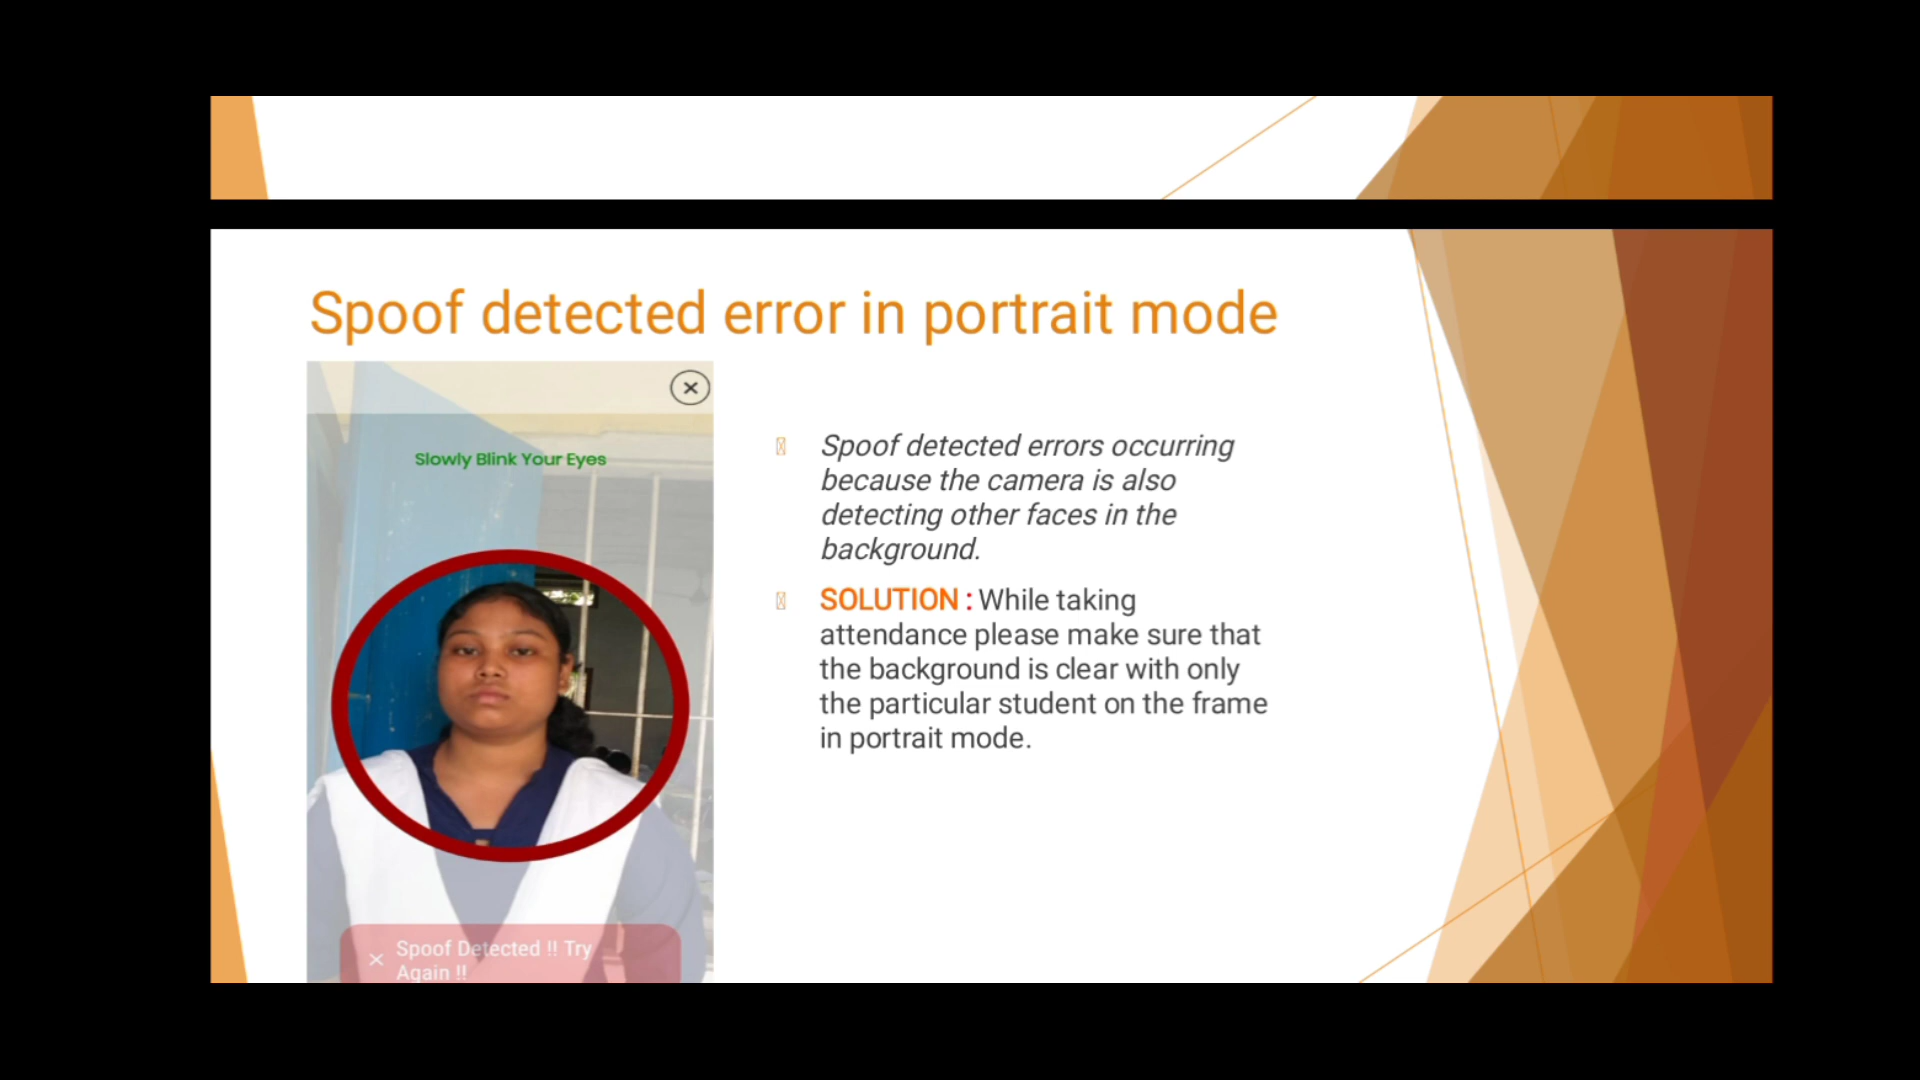 Spoof detected error in portrait mode
Slowly Blink Your Eyes
Spoof Detected !! Try
Again !!
Spoof detected errors occurring
because the camera is also
detecting other faces in the
background.
SOLUTION : While taking
attendance please make sure that
the background is clear with only
the particular student on the frame
in portrait mode.